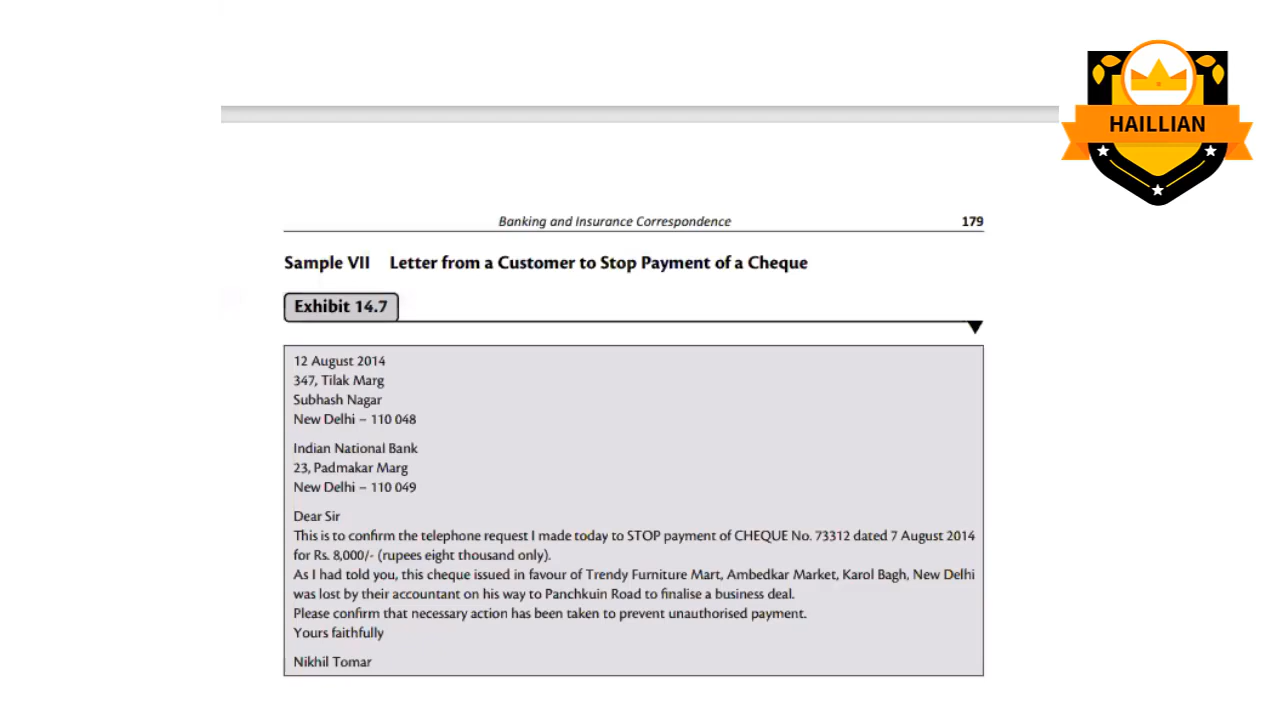 HAILLIAN
Banking and Insurance Correspondence 179
Sample VII Letter from a Customer to Stop Payment of a Cheque
Exhibit 14.7
12 August 2014
347, Tilak Marg
Subhash Nagar
New Delhi – 110 048
Indian National Bank
23, Padmakar Marg
New Delhi – 110 049
Dear Sir
This is to confirm the telephone request I made today to STOP payment of CHEQUE No. 73312 dated 7 August 2014
for Rs. 8,000/- (rupees eight thousand only).
As I had told you, this cheque issued in favour of Trendy Furniture Mart, Ambedkar Market, Karol Bagh, New Delhi
was lost by their accountant on his way to Panchkuin Road to finalise a business deal.
Please confirm that necessary action has been taken to prevent unauthorised payment.
Yours faithfully
Nikhil Tomar